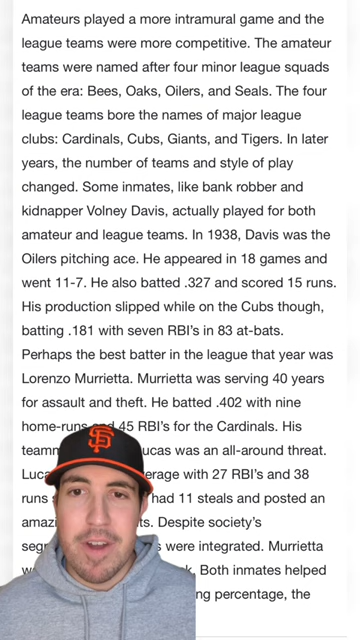 Amateurs played a more intramural game and the
league teams were more competitive. The amateur
teams were named after four minor league squads
of the era: Bees, Oaks, Oilers, and Seals. The four
league teams bore the names of major league
clubs: Cardinals, Cubs, Giants, and Tigers. In later
years, the number of teams and style of play
changed. Some inmates, like bank robber and
kidnapper Volney Davis, actually played for both
amateur and league teams. In 1938, Davis was the
Oilers pitching ace. He appeared in 18 games and
went 11-7. He also batted .327 and scored 15 runs.
His production slipped while on the Cubs though,
batting .181 with seven RBI's in 83 at-bats.
Perhaps the best batter in the league that year was
Lorenzo Murrietta. Murrietta was serving 40 years
for assault and theft. He batted .402 with nine
home-runs and 45 RBI's for the Cardinals. His
ucas was an all-around threat.
erage with 27 RBI's and 38
runs had 11 steals and posted an
ts. Despite society's
s were integrated. Murrietta
k. Both inmates helped
ng percentage, the
SF